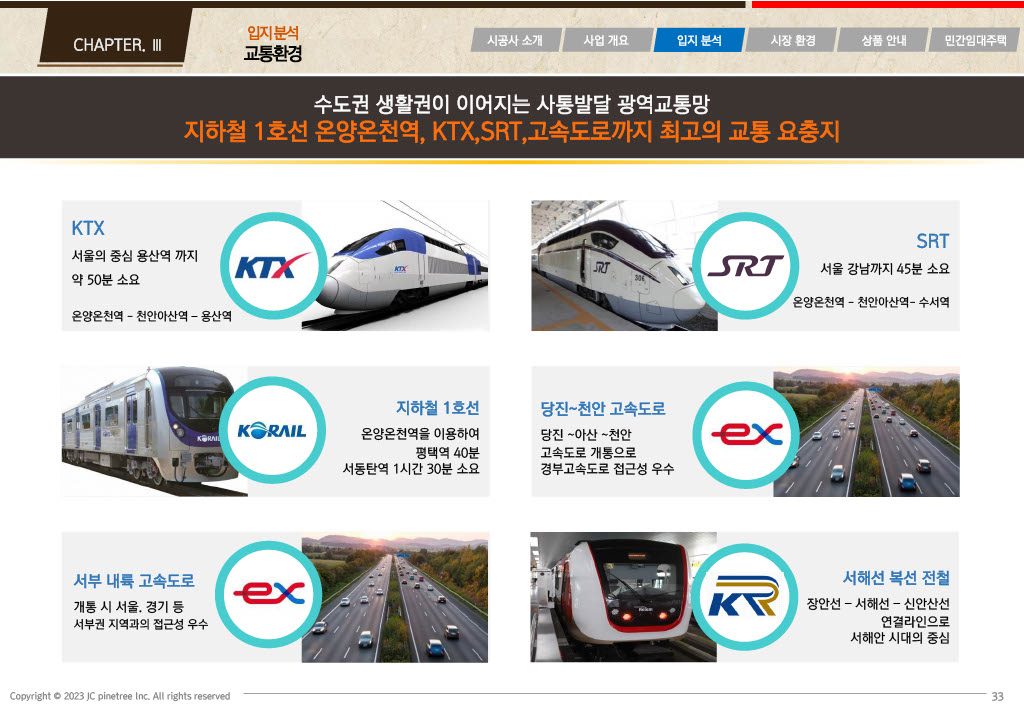 CHAPTER. Ⅲ
입지 분석
교통환경
시공사 소개
사업 개요
입지 분석
시장 환경
상품 안내
민간임대주택
수도권 생활권이 이어지는 사통발달 광역교통망
지하철 1호선 온양온천역, KTX,SRT,고속도로까지 최고의 교통 요충지
KTX
서울의 중심 용산역 까지
약 50분 소요
온양온천역 - 천안아산역 – 용산역
KTX
KTX
SRT
306
SRT
SRT
서울 강남까지 45분 소요
온양온천역 - 천안아산역- 수서역
KORAIL
KORAIL
지하철 1호선
온양온천역을 이용하여
평택역 40분
서동탄역 1시간 30분 소요
당진~천안 고속도로
당진 ~아산 ~천안
고속도로 개통으로
경부고속도로 접근성 우수
ex
서부 내륙 고속도로
개통 시 서울, 경기 등
서부권 지역과의 접근성 우수
ex
Rotem
KR
서해선 복선 전철
장안선 – 서해선 – 신안산선
연결라인으로
서해안 시대의 중심
Copyright © 2023 JC pinetree Inc. All rights reserved
33